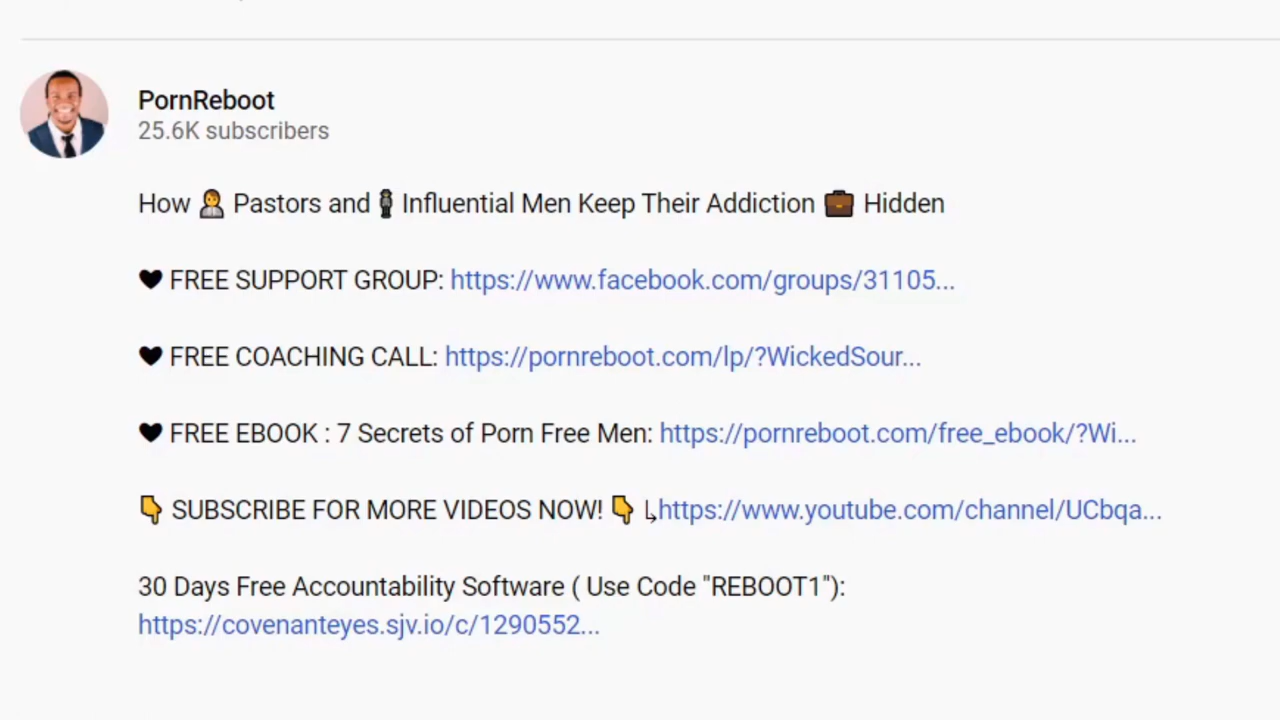 PornReboot
25.6K subscribers
How 👨‍💼 Pastors and 🕴 Influential Men Keep Their Addiction 💼 Hidden
🖤 FREE SUPPORT GROUP: https://www.facebook.com/groups/31105...
🖤 FREE COACHING CALL: https://pornreboot.com/lp/?WickedSour...
🖤 FREE EBOOK : 7 Secrets of Porn Free Men: https://pornreboot.com/free_ebook/?Wi...
👇 SUBSCRIBE FOR MORE VIDEOS NOW! 👇 ↳https://www.youtube.com/channel/UCbqa...
30 Days Free Accountability Software ( Use Code "REBOOT1"):
https://covenanteyes.sjv.io/c/1290552...